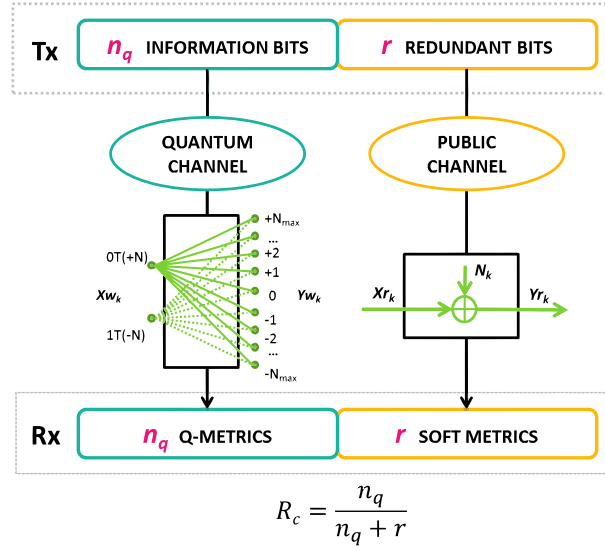 Tx
n_q INFORMATION BITS
r REDUNDANT BITS
QUANTUM
CHANNEL
PUBLIC
CHANNEL
0T(+N)
Xw_k
1T(-N)
+N_max
...
+2
+1
0
-1
-2
...
-N_max
Yw_k
Xr_k
N_k
Yr_k
Rx
n_q Q-METRICS
r SOFT METRICS
R_c = n_q / (n_q + r)